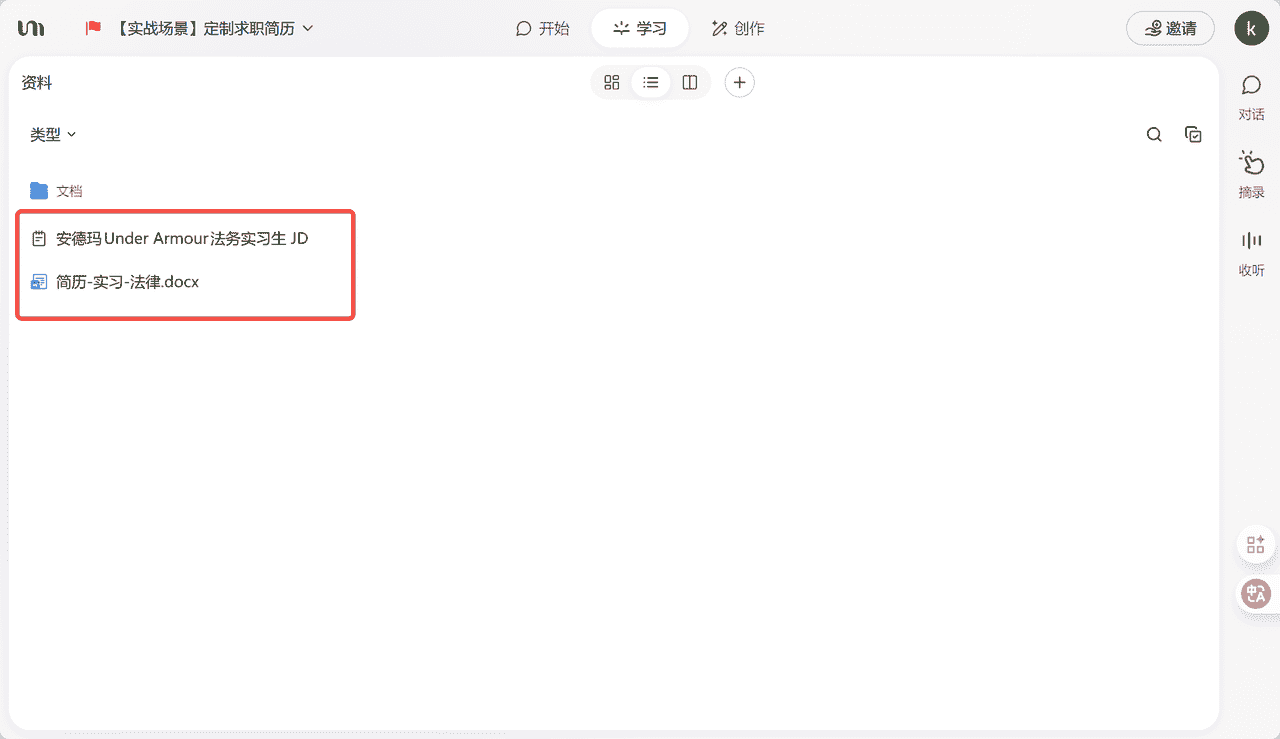 【实战场景】定制求职简历
开始
学习
创作
邀请
k
资料
对话
类型
摘录
文档
安德玛Under Armour法务实习生 JD
简历-实习-法律.docx
收听
中A